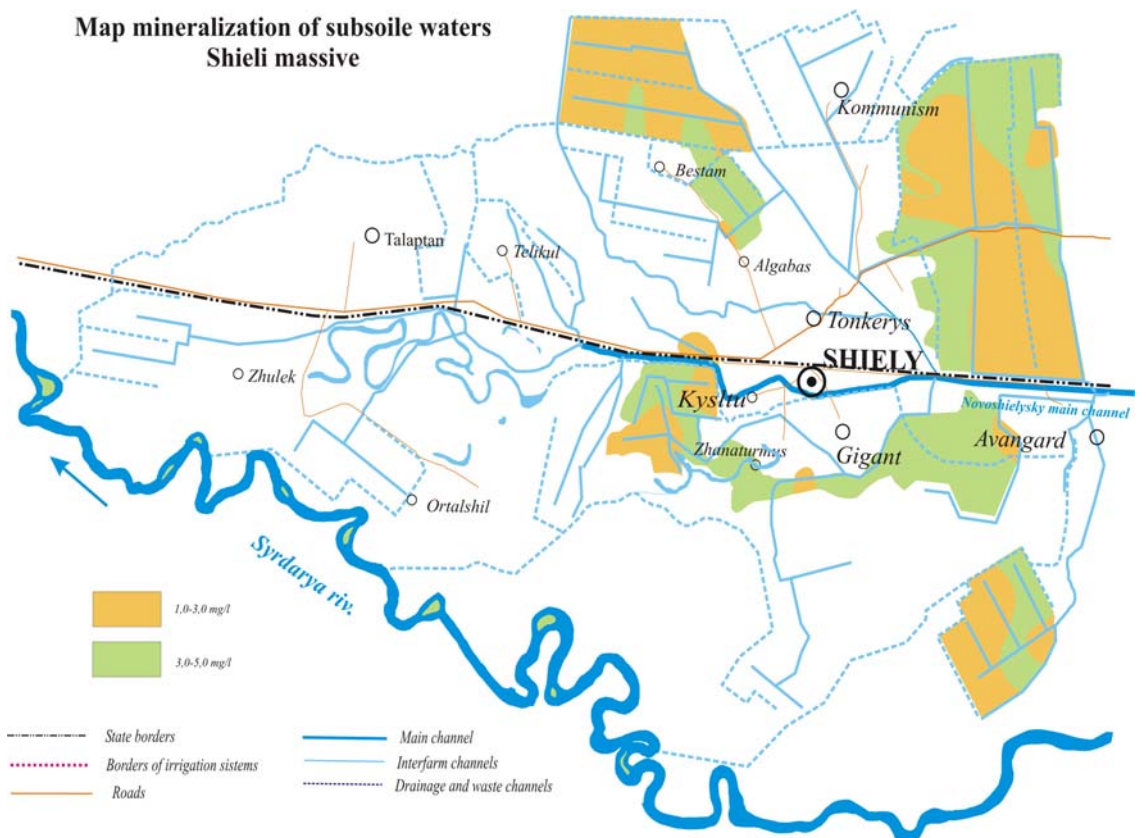 Map mineralization of subsoile waters
Shieli massive
Kommunism
Bestam
Talaptan
Telikul
Algabas
Tonkerys
SHIELY
Zhulek
Kysltu
Novoshielysky main channel
Avangard
Gigant
Zhanaturmus
Ortalshil
Syrdarya riv.
1,0-3,0 mg/l
3,0-5,0 mg/l
State borders
Borders of irrigation sistems
Roads
Main channel
Interfarm channels
Drainage and waste channels